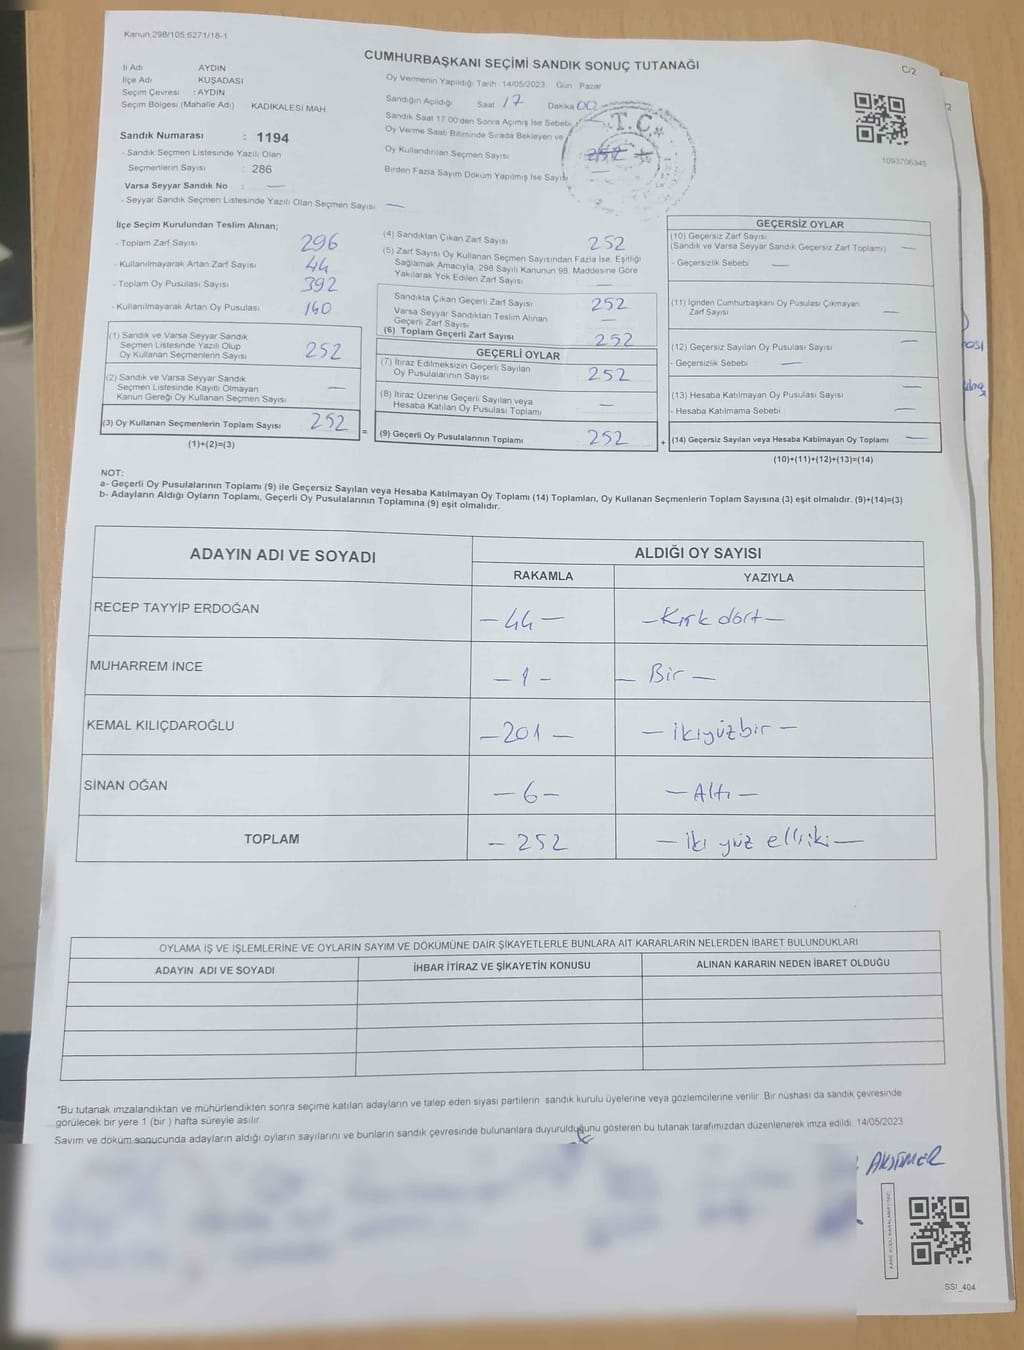 Kanun 298/105 6271/18-1
CUMHURBAŞKANI SEÇİMİ SANDIK SONUÇ TUTANAĞI
C/2
İl Adı AYDIN
İlçe Adı KUŞADASI
Seçim Çevresi : AYDIN
Seçim Bölgesi (Mahalle Adı) KADIKALESI MAH
Sandık Numarası : 1194
- Sandık Seçmen Listesinde Yazılı Olan
Seçmenlerin Sayısı : 286
Varsa Seyyar Sandık No : —
- Seyyar Sandık Seçmen Listesinde Yazılı Olan Seçmen Sayısı —
Oy Vermenin Yapıldığı Tarih : 14/05/2023 Gün : Pazar
Sandığın Açıldığı Saat 17 Dakika 00
Sandık Saat 17 00'den Sonra Açımış İse Sebebi
Oy Verme Saati Bitiminde Sırada Bekleyen ve
Oy Kullandırılan Seçmen Sayısı 252
Birden Fazla Sayım Döküm Yapılmış İse Sayısı
T.C.
1093706345
İlçe Seçim Kurulundan Teslim Alınan;
- Toplam Zarf Sayısı 296
- Kullanılmayarak Artan Zarf Sayısı 44
- Toplam Oy Pusulası Sayısı 392
- Kullanılmayarak Artan Oy Pusulası 140
(1) Sandık ve Varsa Seyyar Sandık
Seçmen Listesinde Yazılı Olup
Oy Kullanan Seçmenlerin Sayısı 252
(2) Sandık ve Varsa Seyyar Sandık
Seçmen Listesinde Kayıtlı Olmayan
Kanun Gereği Oy Kullanan Seçmen Sayısı —
(3) Oy Kullanan Seçmenlerin Toplam Sayısı 252
(1)+(2)=(3)
(4) Sandıktan Çıkan Zarf Sayısı 252
(5) Zarf Sayısı Oy Kullanan Seçmen Sayısından Fazla İse, Eşitliği
Sağlamak Amacıyla, 298 Sayılı Kanunun 98. Maddesine Göre
Yakılarak Yok Edilen Zarf Sayısı —
Sandıkta Çıkan Geçerli Zarf Sayısı 252
Varsa Seyyar Sandıktan Teslim Alınan
Geçerli Zarf Sayısı —
(6) Toplam Geçerli Zarf Sayısı 252
GEÇERLİ OYLAR
(7) İtiraz Edilmeksizin Geçerli Sayılan
Oy Pusulalarının Sayısı 252
(8) İtiraz Üzerine Geçerli Sayılan veya
Hesaba Katılan Oy Pusulası Toplamı —
= (9) Geçerli Oy Pusulalarının Toplamı 252
GEÇERSİZ OYLAR
(10) Geçersiz Zarf Sayısı
(Sandık ve Varsa Seyyar Sandık Geçersiz Zarf Toplamı) —
- Geçersizlik Sebebi —
(11) İçinden Cumhurbaşkanı Oy Pusulası Çıkmayan
Zarf Sayısı —
(12) Geçersiz Sayılan Oy Pusulası Sayısı —
- Geçersizlik Sebebi —
(13) Hesaba Katılmayan Oy Pusulası Sayısı —
- Hesaba Katılmama Sebebi —
+ (14) Geçersiz Sayılan veya Hesaba Katılmayan Oy Toplamı —
(10)+(11)+(12)+(13)=(14)
NOT:
a- Geçerli Oy Pusulalarının Toplamı (9) ile Geçersiz Sayılan veya Hesaba Katılmayan Oy Toplamı (14) Toplamları, Oy Kullanan Seçmenlerin Toplam Sayısına (3) eşit olmalıdır. (9)+(14)=(3)
b- Adayların Aldığı Oyların Toplamı, Geçerli Oy Pusulalarının Toplamına (9) eşit olmalıdır.
ADAYIN ADI VE SOYADI ALDIĞI OY SAYISI
RAKAMLA YAZIYLA
RECEP TAYYİP ERDOĞAN —44— —Kırk dört—
MUHARREM İNCE —1— —Bir—
KEMAL KILIÇDAROĞLU —201— —ikiyüzbir—
SİNAN OĞAN —6— —Altı—
TOPLAM —252 —İki yüz elliiki—
OYLAMA İŞ VE İŞLEMLERİNE VE OYLARIN SAYIM VE DÖKÜMÜNE DAİR ŞİKAYETLERLE BUNLARA AİT KARARLARIN NELERDEN İBARET BULUNDUKLARI
ADAYIN ADI VE SOYADI İHBAR İTİRAZ VE ŞİKAYETİN KONUSU ALINAN KARARIN NEDEN İBARET OLDUĞU
*Bu tutanak imzalandıktan ve mühürlendikten sonra seçime katılan adayların ve talep eden siyasi partilerin sandık kurulu üyelerine veya gözlemcilerine verilir. Bir nüshası da sandık çevresinde
görülecek bir yere 1 (bir) hafta süreyle asılır.
Sayım ve döküm sonucunda adayların aldığı oyların sayılarını ve bunların sandık çevresinde bulunanlara duyurulduğunu gösteren bu tutanak tarafımızdan düzenlenerek imza edildi. 14/05/2023
SSI_404